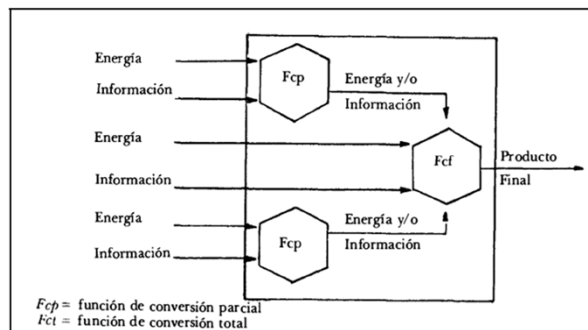 Energía
Fcp
Energía y/o
Información
Información
Energía
Fcf
Producto
Final
Información
Energía
Energía y/o
Fcp
Información
Información
Fcp = función de conversión parcial
Fct = función de conversión total